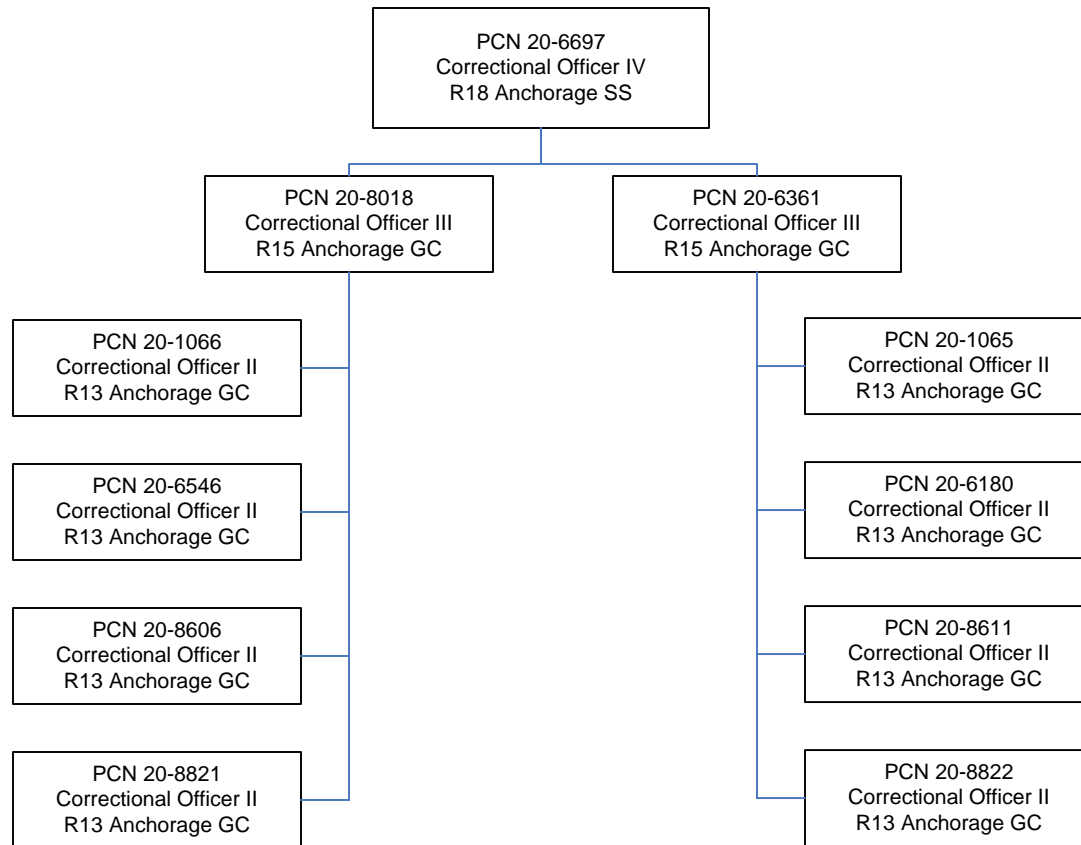 PCN 20-6697
Correctional Officer IV
R18 Anchorage SS
PCN 20-8018
Correctional Officer III
R15 Anchorage GC
PCN 20-6361
Correctional Officer III
R15 Anchorage GC
PCN 20-1066
Correctional Officer II
R13 Anchorage GC
PCN 20-1065
Correctional Officer II
R13 Anchorage GC
PCN 20-6546
Correctional Officer II
R13 Anchorage GC
PCN 20-6180
Correctional Officer II
R13 Anchorage GC
PCN 20-8606
Correctional Officer II
R13 Anchorage GC
PCN 20-8611
Correctional Officer II
R13 Anchorage GC
PCN 20-8821
Correctional Officer II
R13 Anchorage GC
PCN 20-8822
Correctional Officer II
R13 Anchorage GC